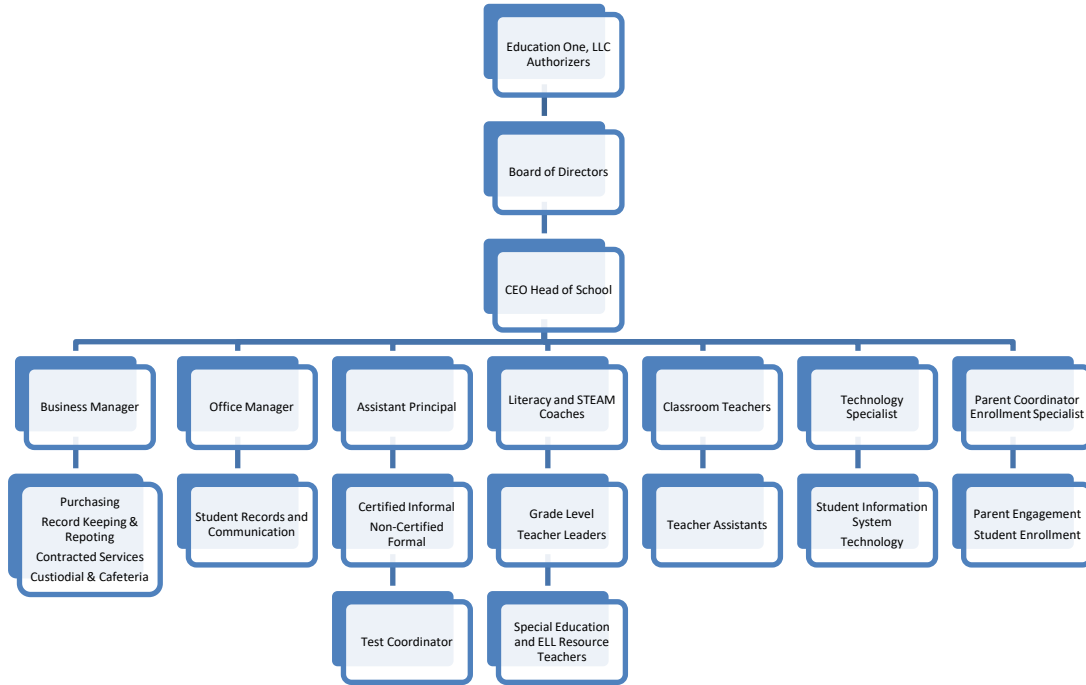 Education One, LLC
Authorizers
Board of Directors
CEO Head of School
Business Manager
Office Manager
Assistant Principal
Literacy and STEAM
Coaches
Classroom Teachers
Technology
Specialist
Parent Coordinator
Enrollment Specialist
Purchasing
Record Keeping &
Repoting
Contracted Services
Custiodial & Cafeteria
Student Records and
Communication
Certified Informal
Non-Certified
Formal
Grade Level
Teacher Leaders
Teacher Assistants
Student Information
System
Technology
Parent Engagement
Student Enrollment
Test Coordinator
Special Education
and ELL Resource
Teachers